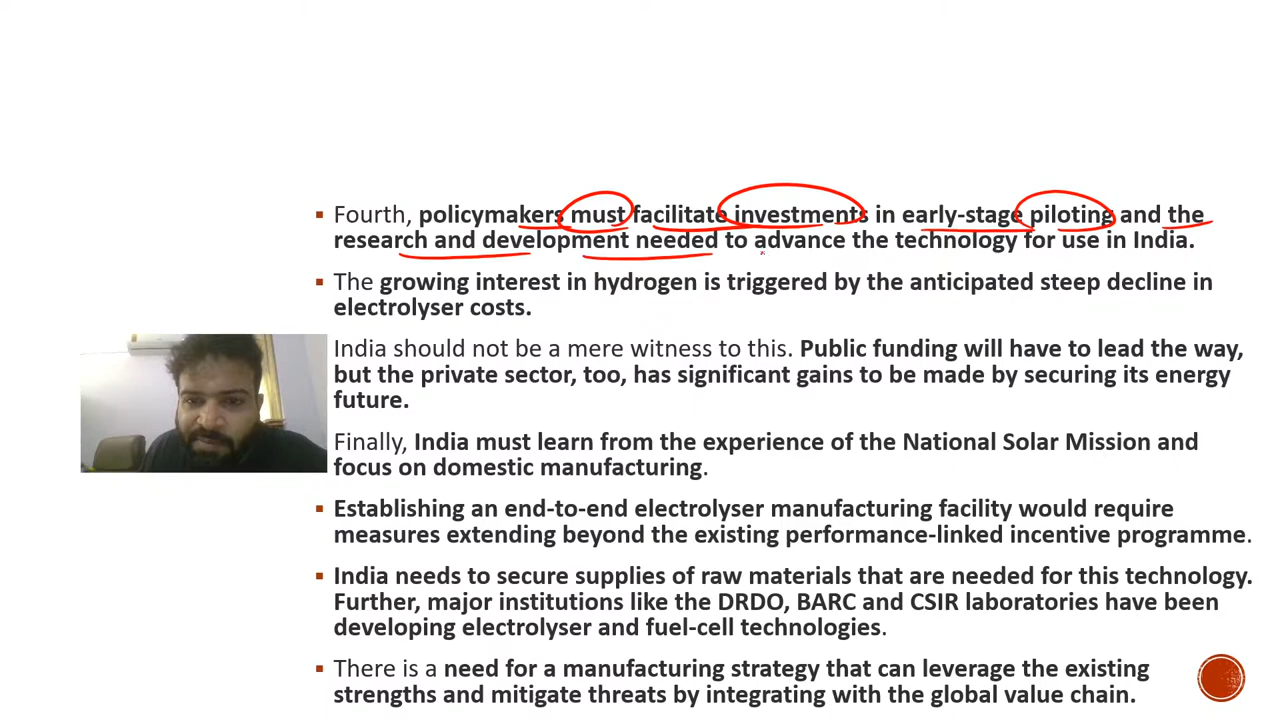 Fourth, policymakers must facilitate investments in early-stage piloting and the
research and development needed to advance the technology for use in India.
The growing interest in hydrogen is triggered by the anticipated steep decline in
electrolyser costs.
India should not be a mere witness to this. Public funding will have to lead the way,
but the private sector, too, has significant gains to be made by securing its energy
future.
Finally, India must learn from the experience of the National Solar Mission and
focus on domestic manufacturing.
Establishing an end-to-end electrolyser manufacturing facility would require
measures extending beyond the existing performance-linked incentive programme.
India needs to secure supplies of raw materials that are needed for this technology.
Further, major institutions like the DRDO, BARC and CSIR laboratories have been
developing electrolyser and fuel-cell technologies.
There is a need for a manufacturing strategy that can leverage the existing
strengths and mitigate threats by integrating with the global value chain.